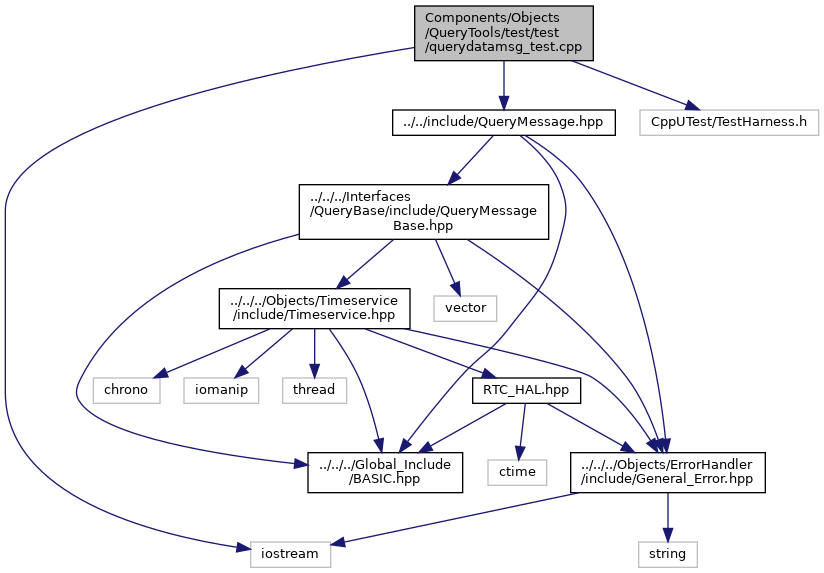 Components/Objects
/QueryTools/test/test
/querydatamsg_test.cpp
../../include/QueryMessage.hpp
CppUTest/TestHarness.h
../../../Interfaces
/QueryBase/include/QueryMessage
Base.hpp
../../../Objects/Timeservice
/include/Timeservice.hpp
vector
chrono
iomanip
thread
RTC_HAL.hpp
../../../Global_Include
/BASIC.hpp
ctime
../../../Objects/ErrorHandler
/include/General_Error.hpp
iostream
string